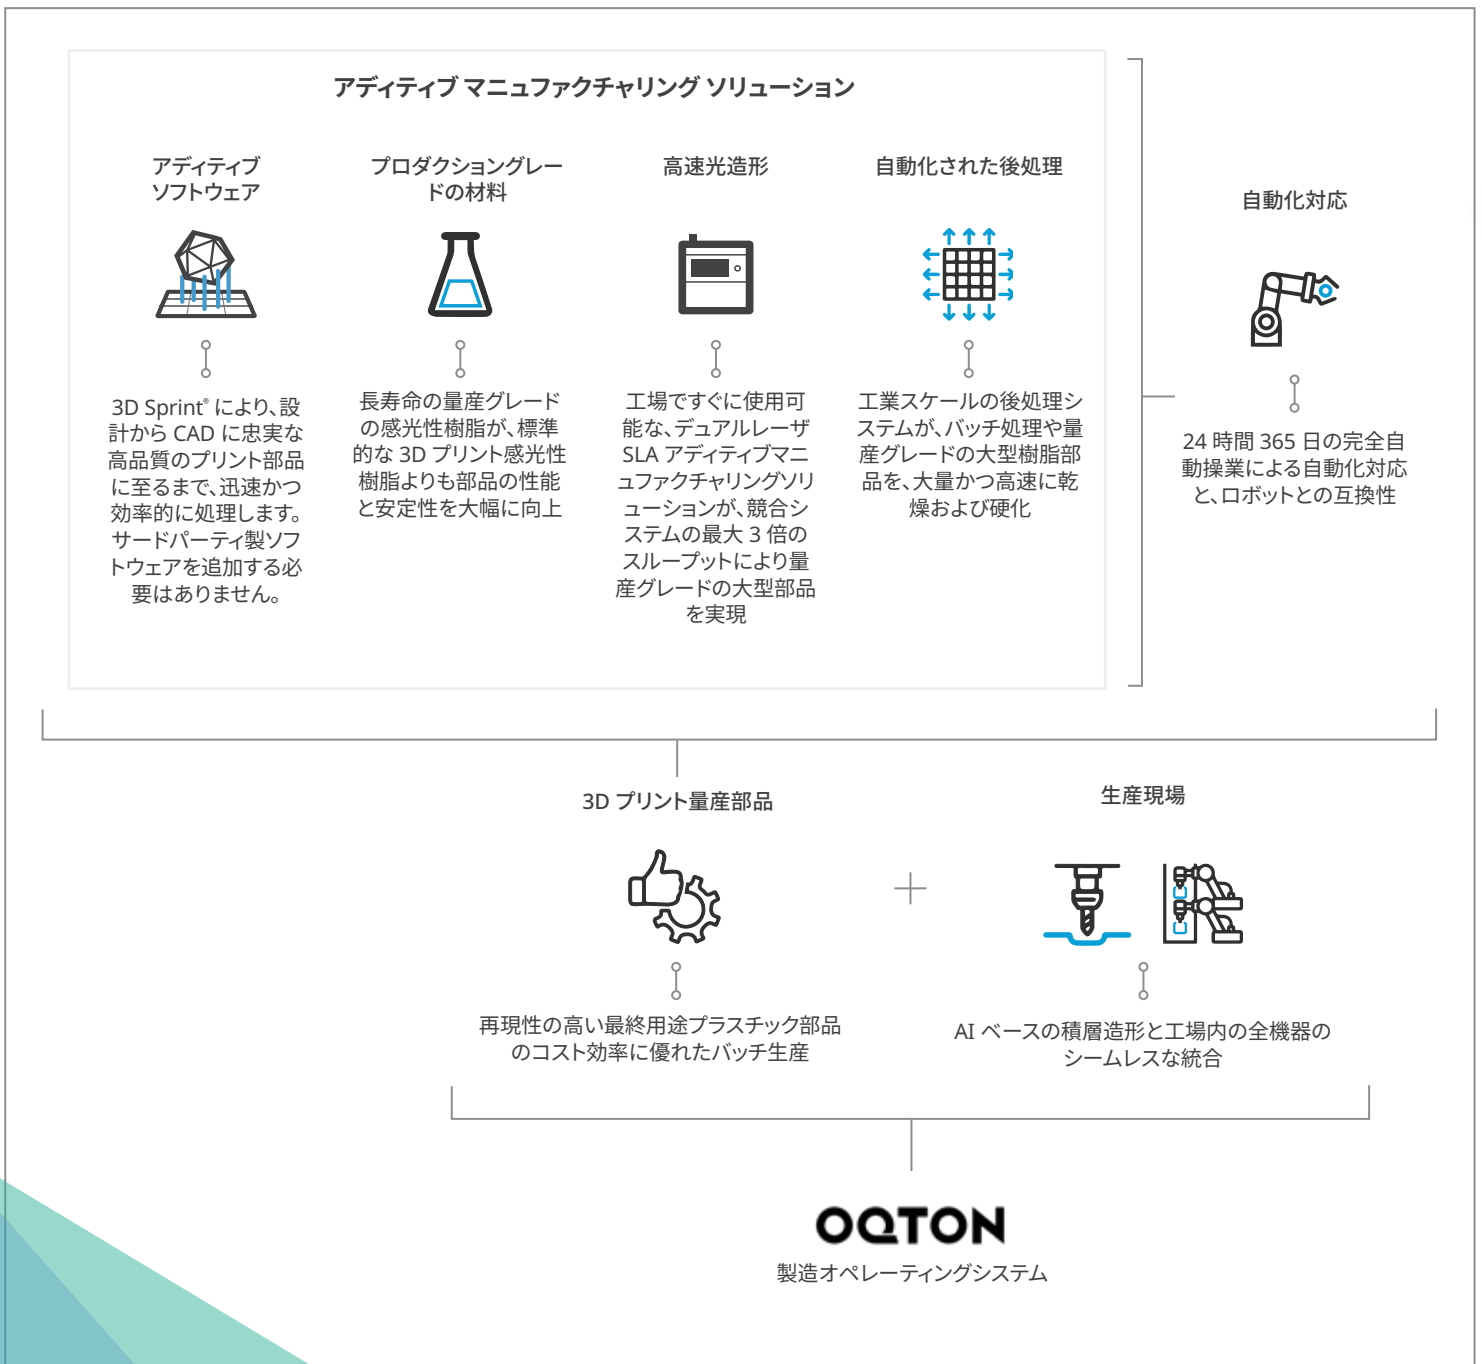 アディティブ マニュファクチャリング ソリューション
アディティブ
ソフトウェア
3D Sprint® により、設
計から CAD に忠実な
高品質のプリント部品
に至るまで、迅速かつ
効率的に処理します。
サードパーティ製ソフ
トウェアを追加する必
要はありません。
プロダクショングレー
ドの材料
長寿命の量産グレード
の感光性樹脂が、標準
的な 3D プリント感光性
樹脂よりも部品の性能
と安定性を大幅に向上
高速光造形
工場ですぐに使用可
能な、デュアルレーザ
SLA アディティブマニ
ュファクチャリングソリ
ューションが、競合シ
ステムの最大 3 倍の
スループットにより量
産グレードの大型部品
を実現
自動化された後処理
工業スケールの後処理シ
ステムが、バッチ処理や量
産グレードの大型樹脂部
品を、大量かつ高速に乾
燥および硬化
自動化対応
24 時間 365 日の完全自
動操業による自動化対応
と、ロボットとの互換性
3D プリント量産部品
再現性の高い最終用途プラスチック部品
のコスト効率に優れたバッチ生産
生産現場
AI ベースの積層造形と工場内の全機器の
シームレスな統合
OQTON
製造オペレーティングシステム